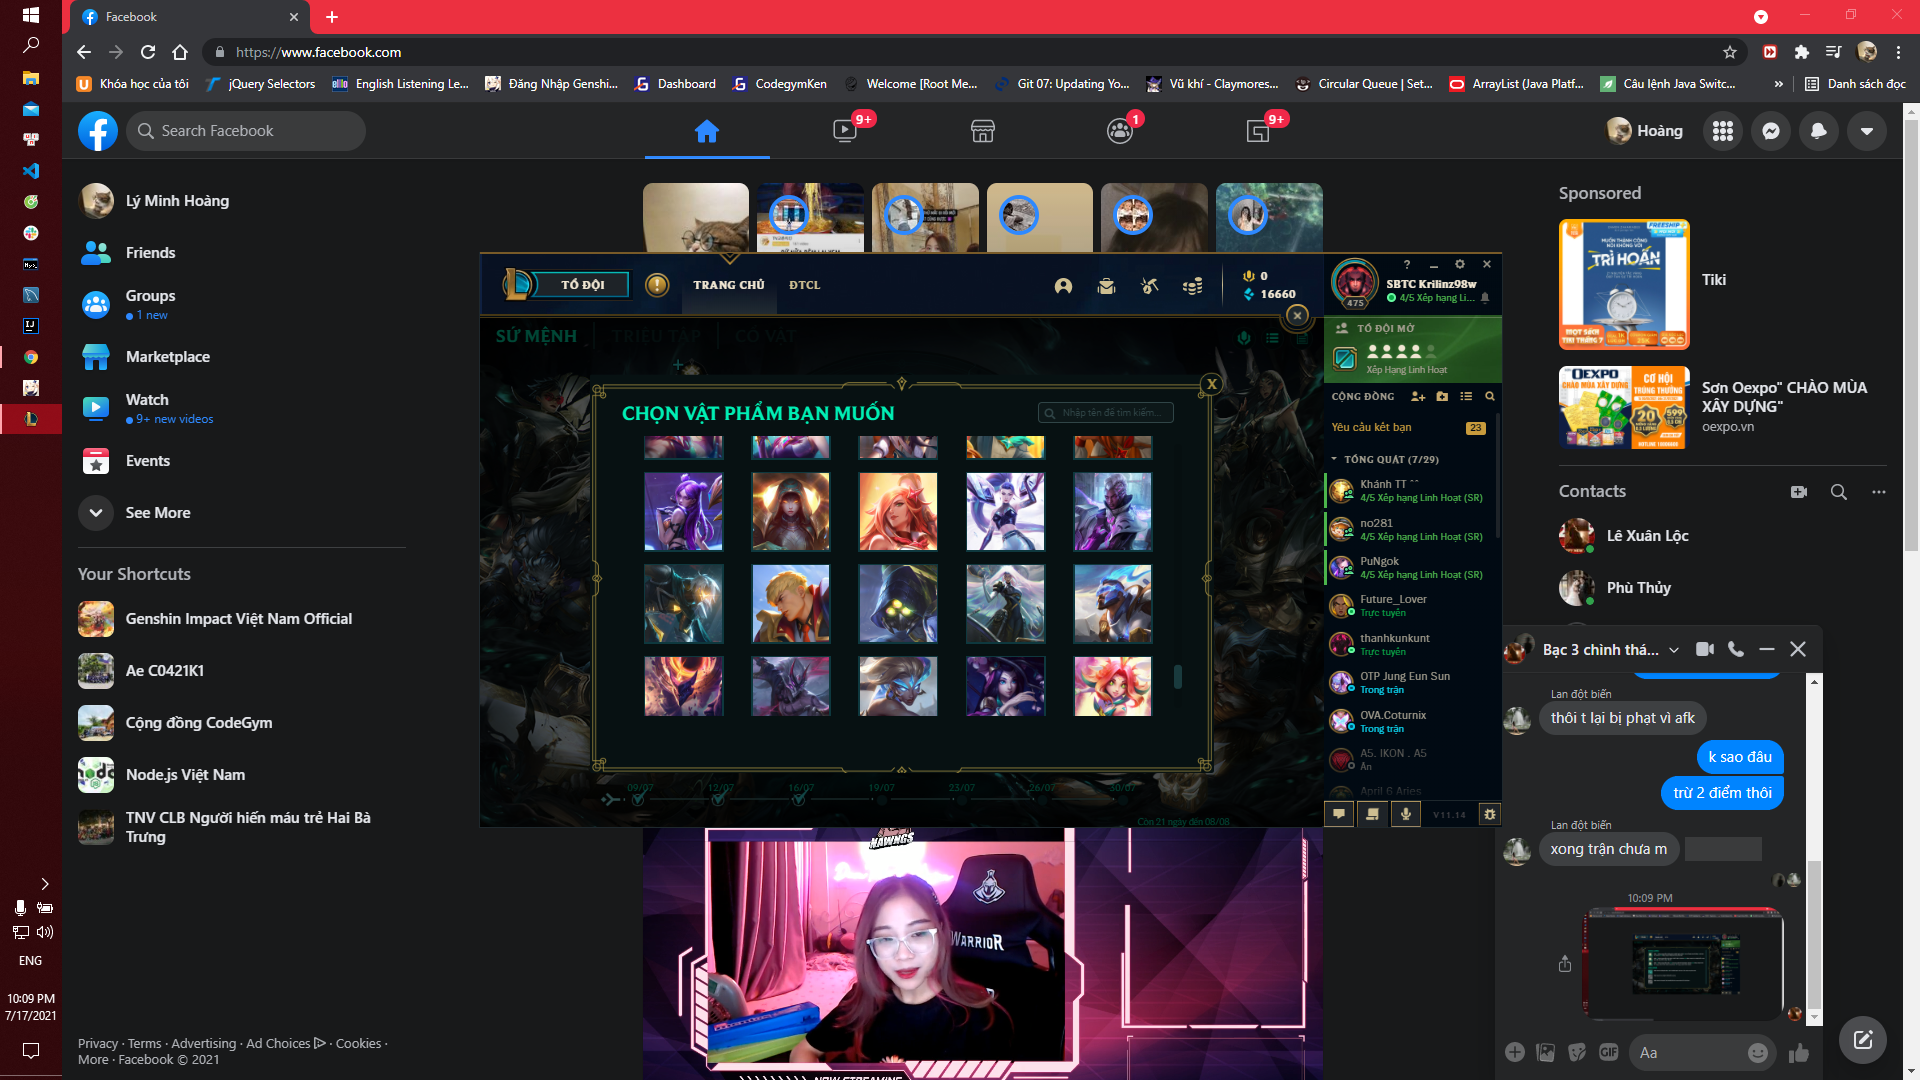 Facebook
https://www.facebook.com
Khóa học của tôi
jQuery Selectors
English Listening Le...
Đăng Nhập Genshi...
Dashboard
CodegymKen
Welcome [Root Me...
Git 07: Updating Yo...
Vũ khí - Claymores...
Circular Queue | Set...
ArrayList (Java Platf...
Câu lệnh Java Switc...
»
Danh sách đọc
Search Facebook
9+
1
9+
Hoàng
Lý Minh Hoàng
Friends
Groups
1 new
Marketplace
Watch
9+ new videos
Events
See More
Your Shortcuts
Genshin Impact Việt Nam Official
Ae C0421K1
Cộng đồng CodeGym
Node.js Việt Nam
TNV CLB Người hiến máu trẻ Hai Bà
Trưng
Privacy · Terms · Advertising · Ad Choices · Cookies ·
More · Facebook © 2021
ENG
10:09 PM
7/17/2021
TỔ ĐỘI
TRANG CHỦ
ĐTCL
0
16660
SỨ MỆNH
CHỌN VẬT PHẨM BẠN MUỐN
Nhập tên để tìm kiếm...
X
09/07
12/07
16/07
19/07
23/07
26/07
30/07
Còn 21 ngày đến 08/08
475
SBTC Krilinz98w
4/5 Xếp hạng Li...
TỔ ĐỘI MỞ
Xếp Hạng Linh Hoạt
CỘNG ĐỒNG
Yêu cầu kết bạn
23
TỔNG QUÁT (7/29)
Khánh TT ^^
4/5 Xếp hạng Linh Hoạt (SR)
no281
4/5 Xếp hạng Linh Hoạt (SR)
PuNgok
4/5 Xếp hạng Linh Hoạt (SR)
Future_Lover
Trực tuyến
thanhkunkunt
Trực tuyến
OTP Jung Eun Sun
Trong trận
OVA.Coturnix
Trong trận
A5. IKON . A5
Ẩn
April 6 Aries
V11.14
WARRIOR
NOW STREAMING
Sponsored
FREESHIP
TRÌ HOÃN
Tiki
OEXPO
CHÀO MÙA XÂY DỰNG
CƠ HỘI
20
599
Sơn Oexpo" CHÀO MÙA
XÂY DỰNG"
oexpo.vn
Contacts
Lê Xuân Lộc
Phù Thủy
Bạc 3 chinh thá...
Lan đột biến
thôi t lại bị phạt vì afk
k sao đâu
trừ 2 điểm thôi
Lan đột biến
xong trận chưa m
10:09 PM
GIF
Aa